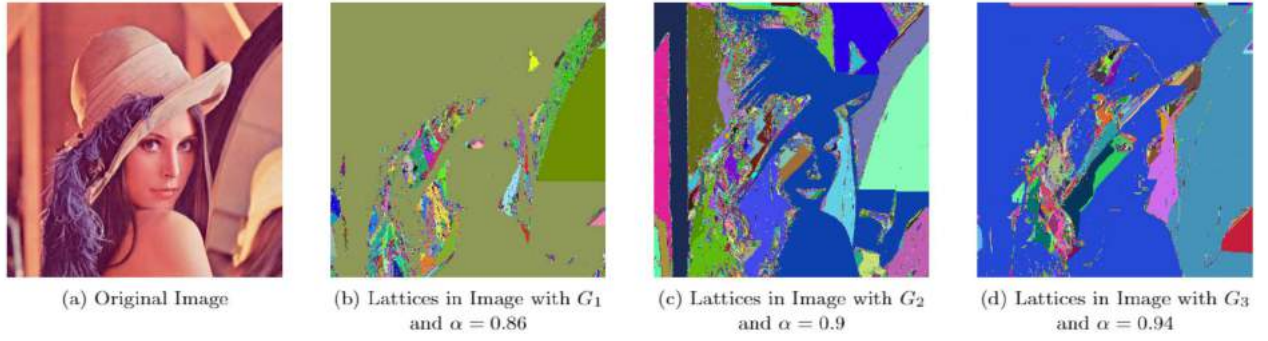 (a) Original Image
(b) Lattices in Image with G₁
and α = 0.86
(c) Lattices in Image with G₂
and α = 0.9
(d) Lattices in Image with G₃
and α = 0.94